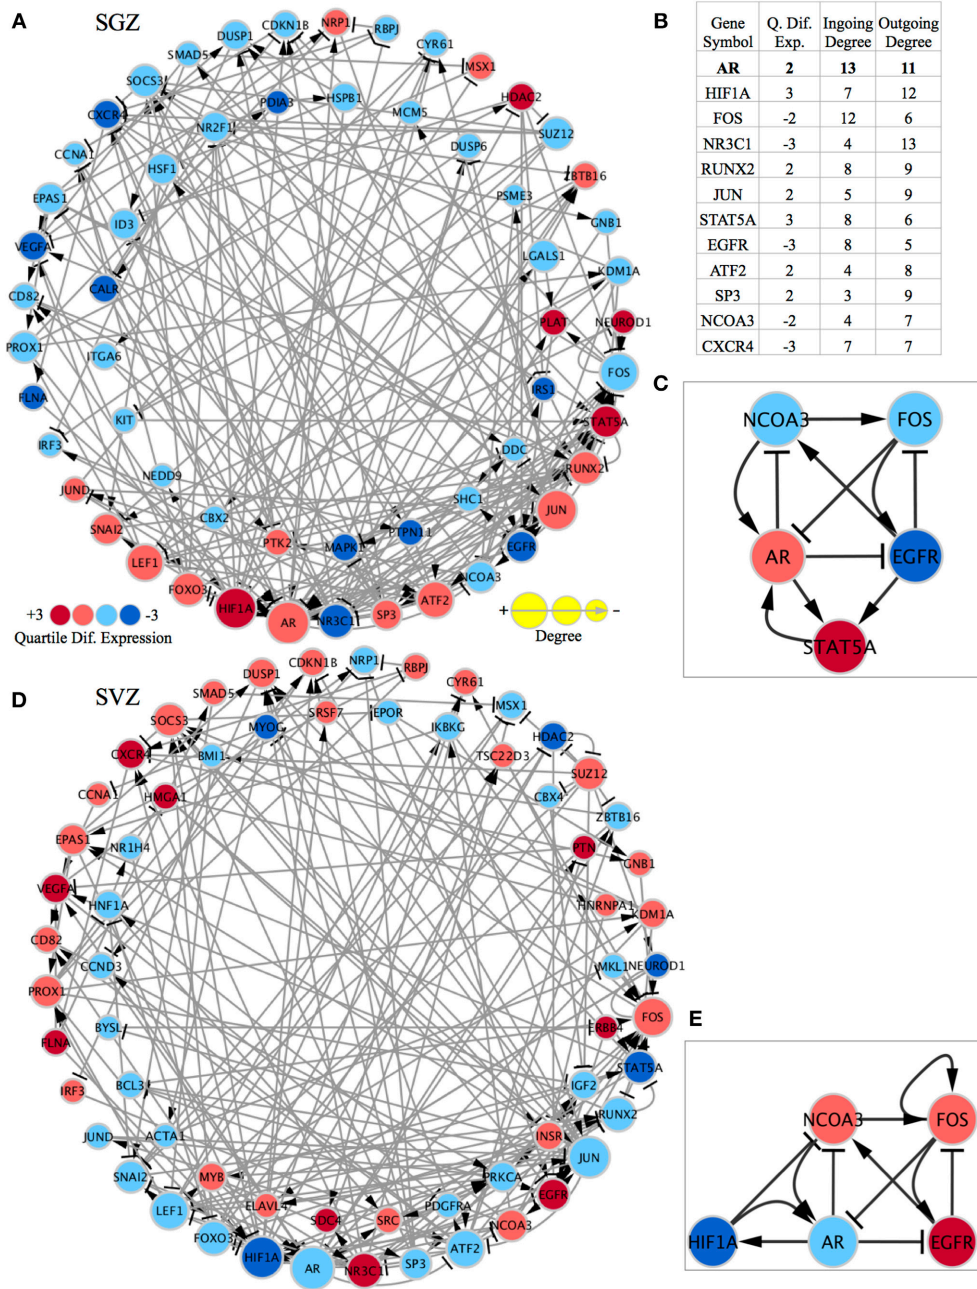 A
SGZ
CDKN1B
NRP1
RBPJ
DUSP1
CYR61
SMAD5
MSX1
SOCS3
PDIA3
HSPB1
HDAC2
CXCR4
MCM5
NR2F1
SUZ12
CCNA1
DUSP6
HSF1
ZBTB16
EPAS1
PSME3
ID3
GNB1
VEGFA
LGALS1
KDM1A
CD82
CALR
PLAT
NEUROD1
PROX1
ITGA6
FOS
FLNA
IRS1
KIT
STAT5A
IRF3
DDC
NEDD9
RUNX2
JUND
SHC1
CBX2
JUN
SNAI2
PTPN11
PTK2
MAPK1
EGFR
LEF1
NCOA3
FOXO3
HIF1A
ATF2
SP3
AR
NR3C1
+3
-3
Quartile Dif. Expression
+
−
Degree
B
Gene Symbol Q. Dif. Exp. Ingoing Degree Outgoing Degree
AR 2 13 11
HIF1A 3 7 12
FOS -2 12 6
NR3C1 -3 4 13
RUNX2 2 8 9
JUN 2 5 9
STAT5A 3 8 6
EGFR -3 8 5
ATF2 2 4 8
SP3 2 3 9
NCOA3 -2 4 7
CXCR4 -3 7 7
C
NCOA3
FOS
AR
EGFR
STAT5A
D
SVZ
NRP1
CDKN1B
RBPJ
DUSP1
CYR61
SMAD5
MSX1
SRSF7
EPOR
SOCS3
MYOG
IKBKG
HDAC2
CXCR4
BMI1
TSC22D3
SUZ12
CCNA1
HMGA1
CBX4
ZBTB16
EPAS1
NR1H4
PTN
GNB1
VEGFA
HNF1A
HNRNPA1
KDM1A
CD82
CCND3
MKL1
NEUROD1
PROX1
FOS
BYSL
ERBB4
FLNA
STAT5A
IRF3
BCL3
IGF2
RUNX2
JUND
ACTA1
INSR
JUN
SNAI2
MYB
PRKCA
EGFR
LEF1
ELAVL4
SDC4
SRC
PDGFRA
NCOA3
FOXO3
ATF2
HIF1A
AR
NR3C1
SP3
E
NCOA3
FOS
HIF1A
AR
EGFR